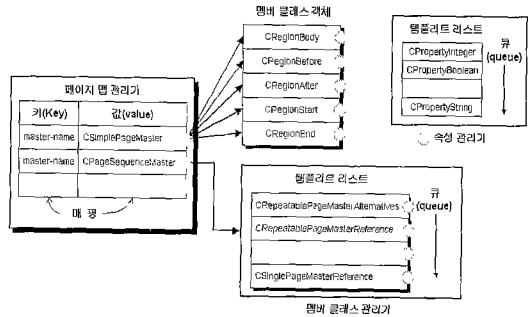 멤버 클래스 객체
CRegionBody
CRegionBefore
CRegionAfter
CRegionStart
CRegionEnd
템플리트 리스트
CPropertyInteger
CPropertyBoolean
CPropertyString
큐
(queue)
속성 관리기
페이지 맵 관리기
키(Key) 값(value)
master-name CSimplePageMaster
master-name CPageSequenceMaster
매 핑
템플리트 리스트
CRepeatablePageMasterAlternatives
CRepeatablePageMasterReference
CSinglePageMasterReference
큐
(queue)
멤버 클래스 관리기